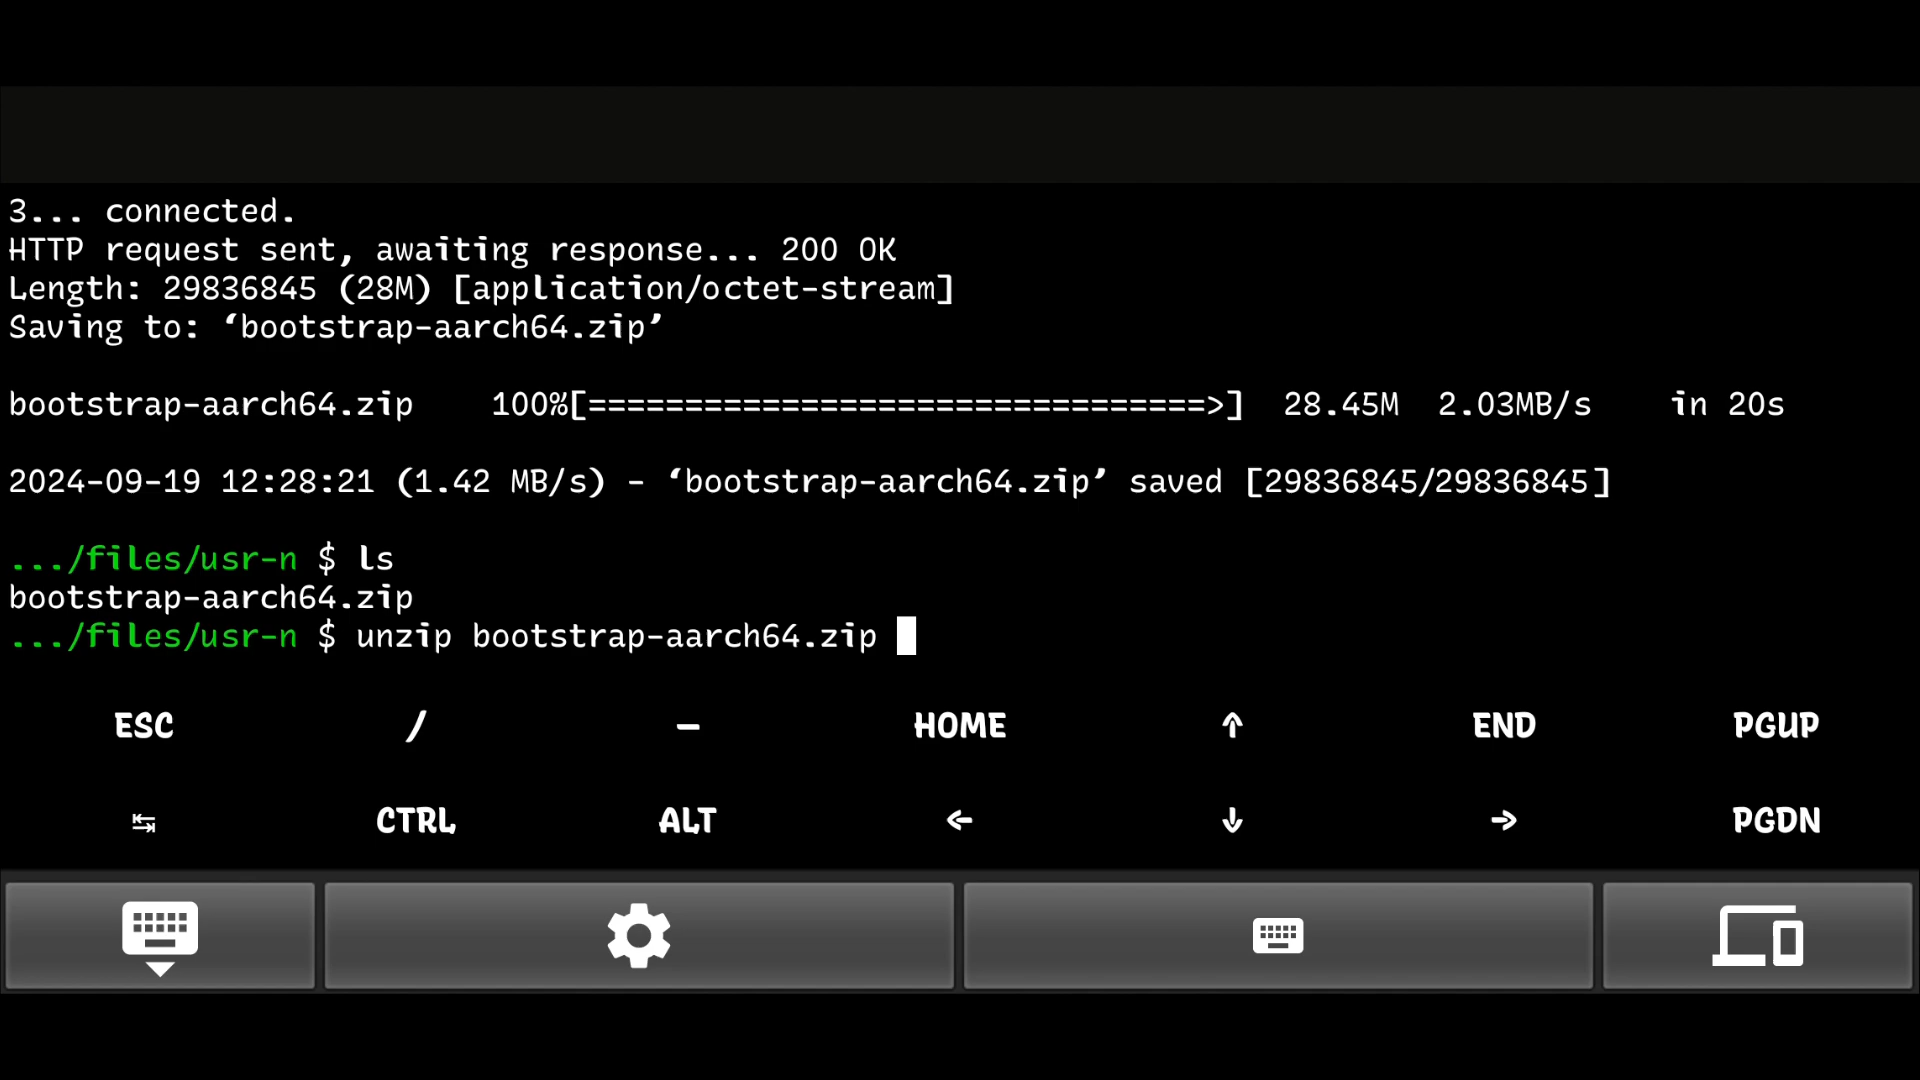 3... connected.
HTTP request sent, awaiting response... 200 OK
Length: 29836845 (28M) [application/octet-stream]
Saving to: ‘bootstrap-aarch64.zip’
bootstrap-aarch64.zip    100%[================================>]  28.45M  2.03MB/s    in 20s
2024-09-19 12:28:21 (1.42 MB/s) - ‘bootstrap-aarch64.zip’ saved [29836845/29836845]
.../files/usr-n $ ls
bootstrap-aarch64.zip
.../files/usr-n $ unzip bootstrap-aarch64.zip
ESC / - HOME ↑ END PGUP
↹ CTRL ALT ← ↓ → PGDN